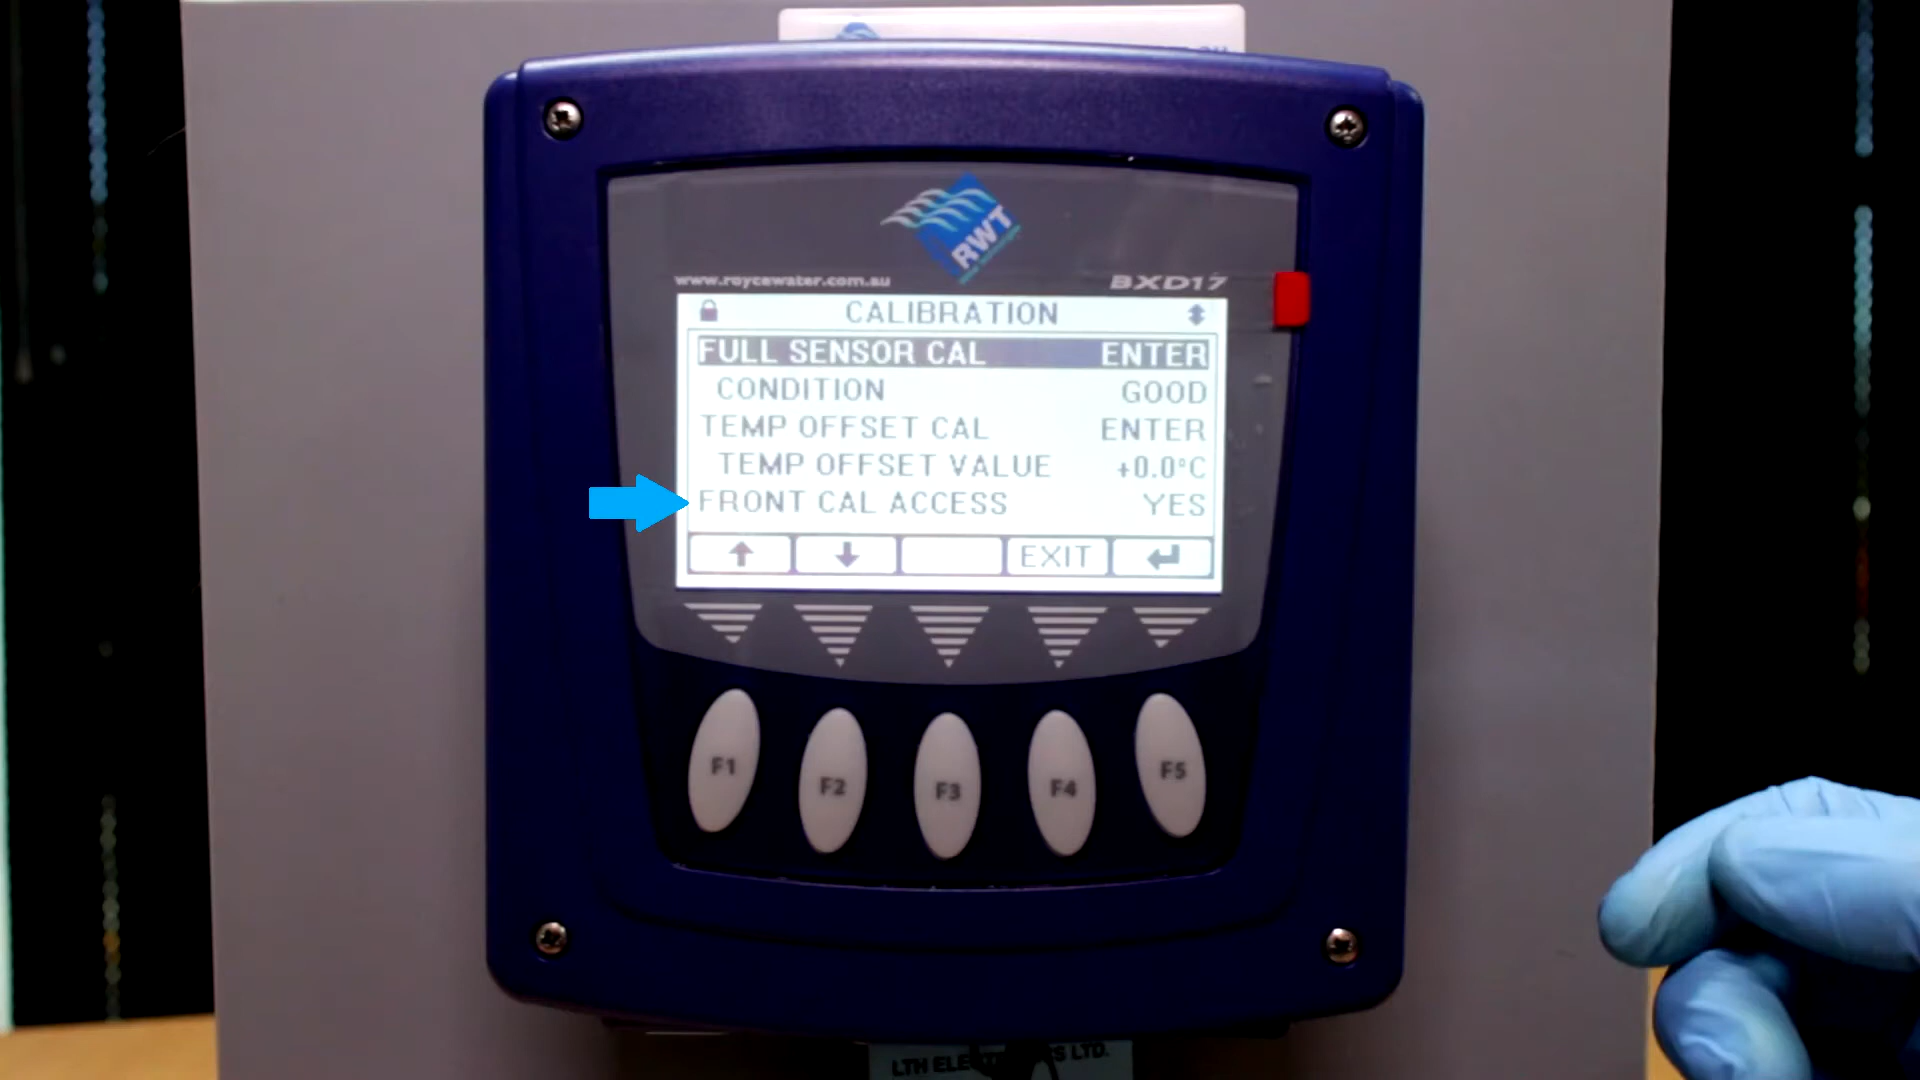 RWT
www.roycewater.com.au
BXD17
CALIBRATION
FULL SENSOR CAL ENTER
CONDITION GOOD
TEMP OFFSET CAL ENTER
TEMP OFFSET VALUE +0.0°C
FRONT CAL ACCESS YES
EXIT
F1 F2 F3 F4 F5
LTD.